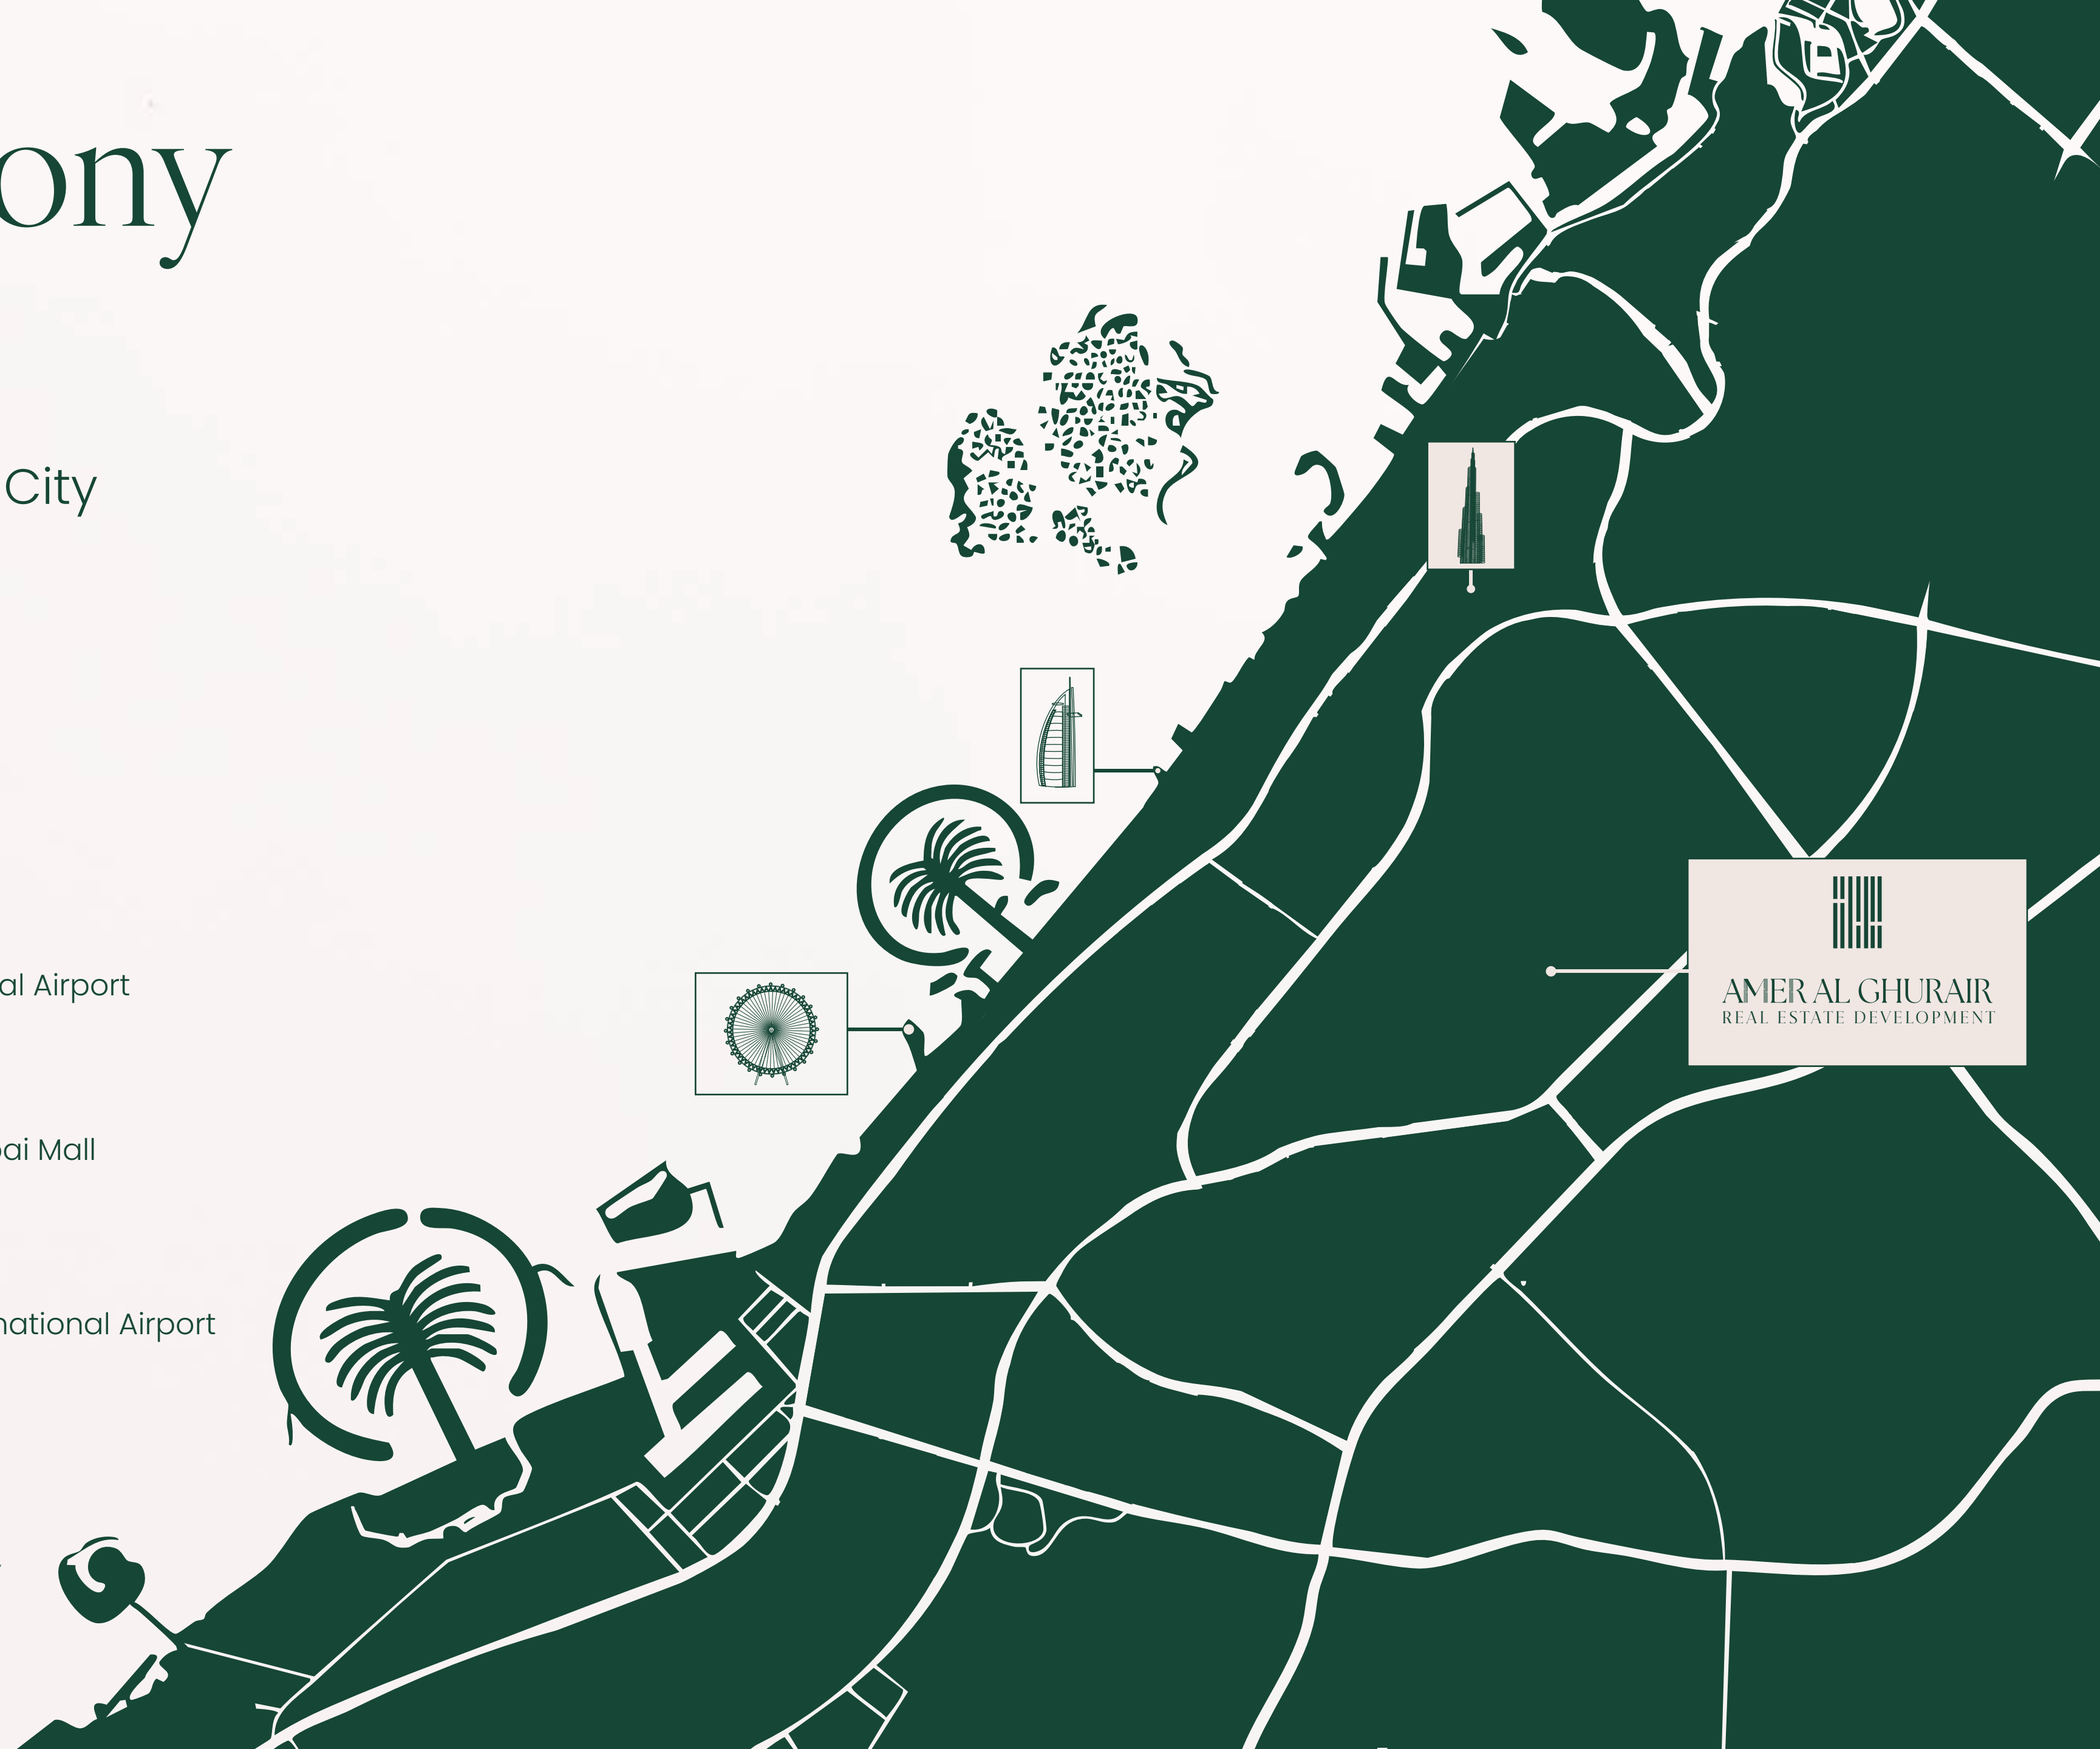 ony
City
al Airport
ai Mall
national Airport
AMER AL GHURAIR
REAL ESTATE DEVELOPMENT